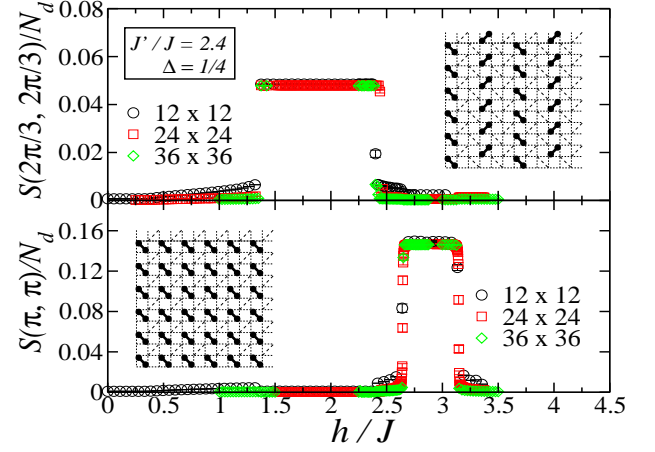 0.08
0.06
0.04
0.02
0
S(2π/3, 2π/3)/N_d
J'/J = 2.4
Δ = 1/4
12 x 12
24 x 24
36 x 36
0.16
0.12
0.08
0.04
0
S(π, π)/N_d
12 x 12
24 x 24
36 x 36
0 0.5 1 1.5 2 2.5 3 3.5 4 4.5
h / J